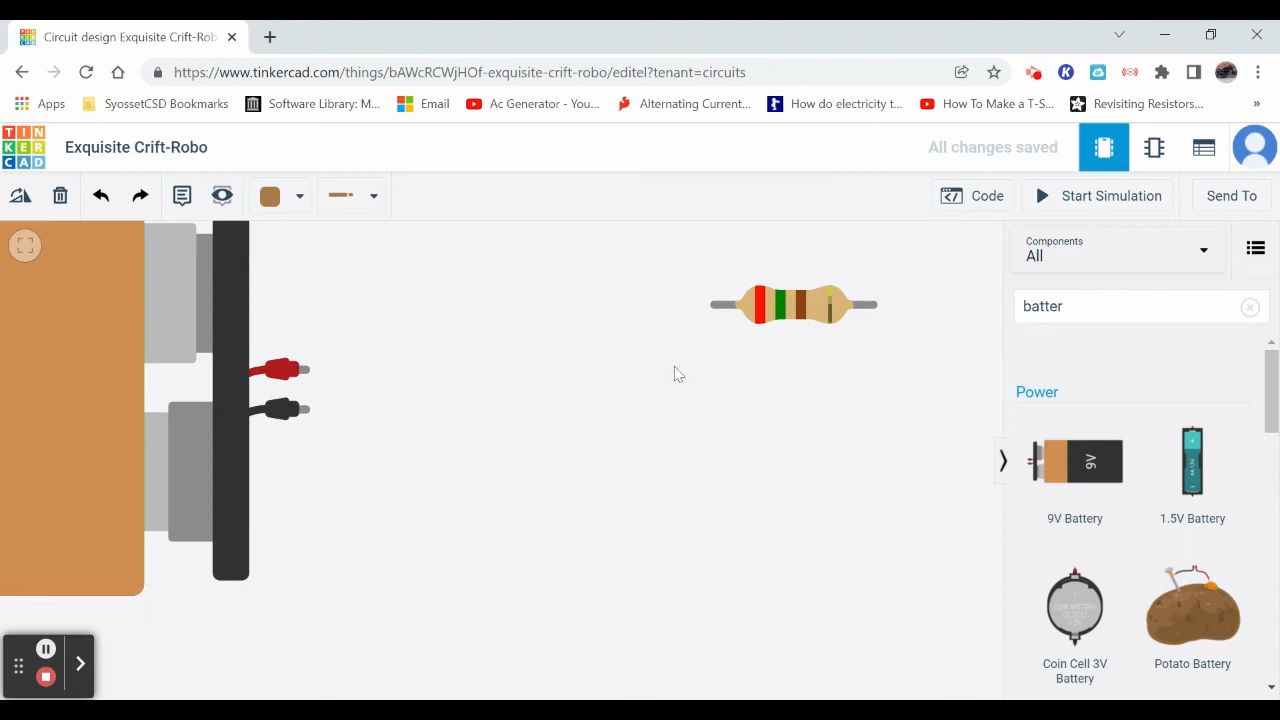 Circuit design Exquisite Crift-Rob
https://www.tinkercad.com/things/bAWcRCWjHOf-exquisite-crift-robo/editel?tenant=circuits
Apps
SyossetCSD Bookmarks
Software Library: M...
Email
Ac Generator - You...
Alternating Current...
How does electricity t...
How To Make a T-S...
Revisiting Resistors...
TIN
KER
CAD
Exquisite Crift-Robo
All changes saved
Code
Start Simulation
Send To
Components
All
batter
Power
9V
9V Battery
1.5V Battery
COIN BATTERY
Coin Cell 3V
Battery
Potato Battery